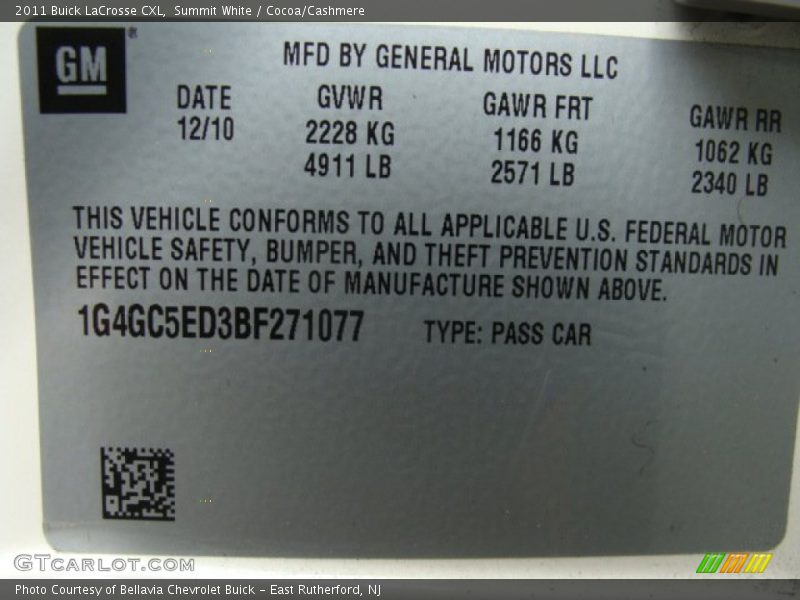 2011 Buick LaCrosse CXL, Summit White / Cocoa/Cashmere
GM ®
MFD BY GENERAL MOTORS LLC
DATE GVWR GAWR FRT GAWR RR
12/10 2228 KG 1166 KG 1062 KG
4911 LB 2571 LB 2340 LB
THIS VEHICLE CONFORMS TO ALL APPLICABLE U.S. FEDERAL MOTOR
VEHICLE SAFETY, BUMPER, AND THEFT PREVENTION STANDARDS IN
EFFECT ON THE DATE OF MANUFACTURE SHOWN ABOVE.
1G4GC5ED3BF271077 TYPE: PASS CAR
GTCARLOT.COM
Photo Courtesy of Bellavia Chevrolet Buick – East Rutherford, NJ